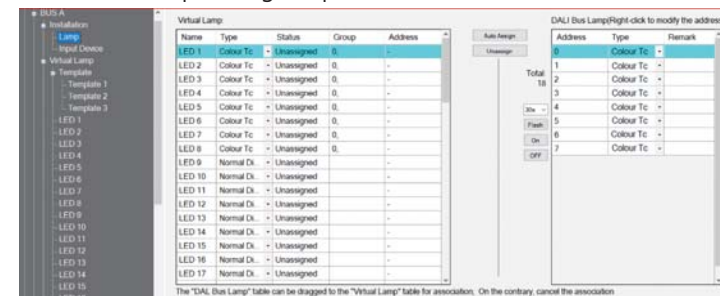 BUS A
Installation
Lamp
Input Device
Virtual Lamp
Template
Template 1
Template 2
Template 3
LED 1
LED 2
LED 3
LED 4
LED 5
LED 6
LED 7
LED 8
LED 9
LED 10
LED 11
LED 12
LED 13
LED 14
LED 15
Virtual Lamp
Name Type Status Group Address
LED 1 Colour Tc Unassigned 0, -
LED 2 Colour Tc Unassigned 0, -
LED 3 Colour Tc Unassigned 0, -
LED 4 Colour Tc Unassigned 0, -
LED 5 Colour Tc Unassigned 0, -
LED 6 Colour Tc Unassigned 0, -
LED 7 Colour Tc Unassigned 0, -
LED 8 Colour Tc Unassigned 0, -
LED 9 Normal Di... Unassigned -
LED 10 Normal Di... Unassigned -
LED 11 Normal Di... Unassigned -
LED 12 Normal Di... Unassigned -
LED 13 Normal Di... Unassigned -
LED 14 Normal Di... Unassigned -
LED 15 Normal Di... Unassigned -
LED 16 Normal Di... Unassigned -
LED 17 Normal Di... Unassigned -
Auto Assign
Unassign
Total
18
30s
Flash
On
OFF
DALI Bus Lamp(Right-click to modify the address
Address Type Remark
0 Colour Tc
1 Colour Tc
2 Colour Tc
3 Colour Tc
4 Colour Tc
5 Colour Tc
6 Colour Tc
7 Colour Tc
The "DAL Bus Lamp" table can be dragged to the "Virtual Lamp" table for association, On the contrary, cancel the association